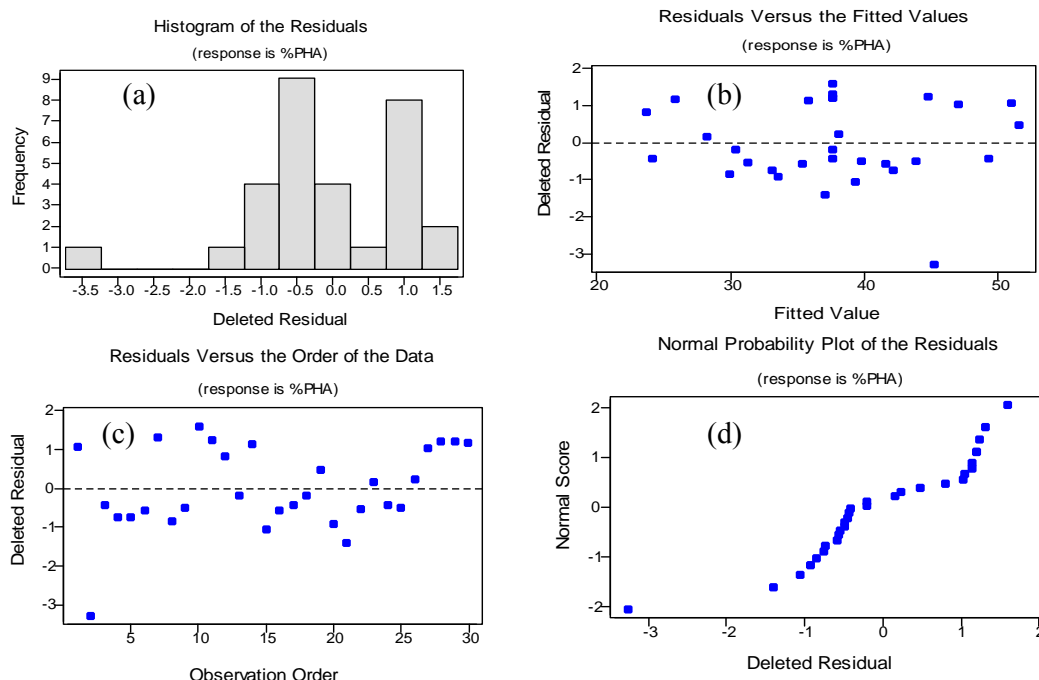 Histogram of the Residuals
(response is %PHA)
(a)
9
8
7
6
5
4
3
2
1
0
Frequency
-3.5 -3.0 -2.5 -2.0 -1.5 -1.0 -0.5 0.0 0.5 1.0 1.5
Deleted Residual
Residuals Versus the Fitted Values
(response is %PHA)
(b)
2
1
0
-1
-2
-3
Deleted Residual
20 30 40 50
Fitted Value
Residuals Versus the Order of the Data
(response is %PHA)
(c)
2
1
0
-1
-2
-3
Deleted Residual
5 10 15 20 25 30
Observation Order
Normal Probability Plot of the Residuals
(response is %PHA)
(d)
2
1
0
-1
-2
Normal Score
-3 -2 -1 0 1 2
Deleted Residual